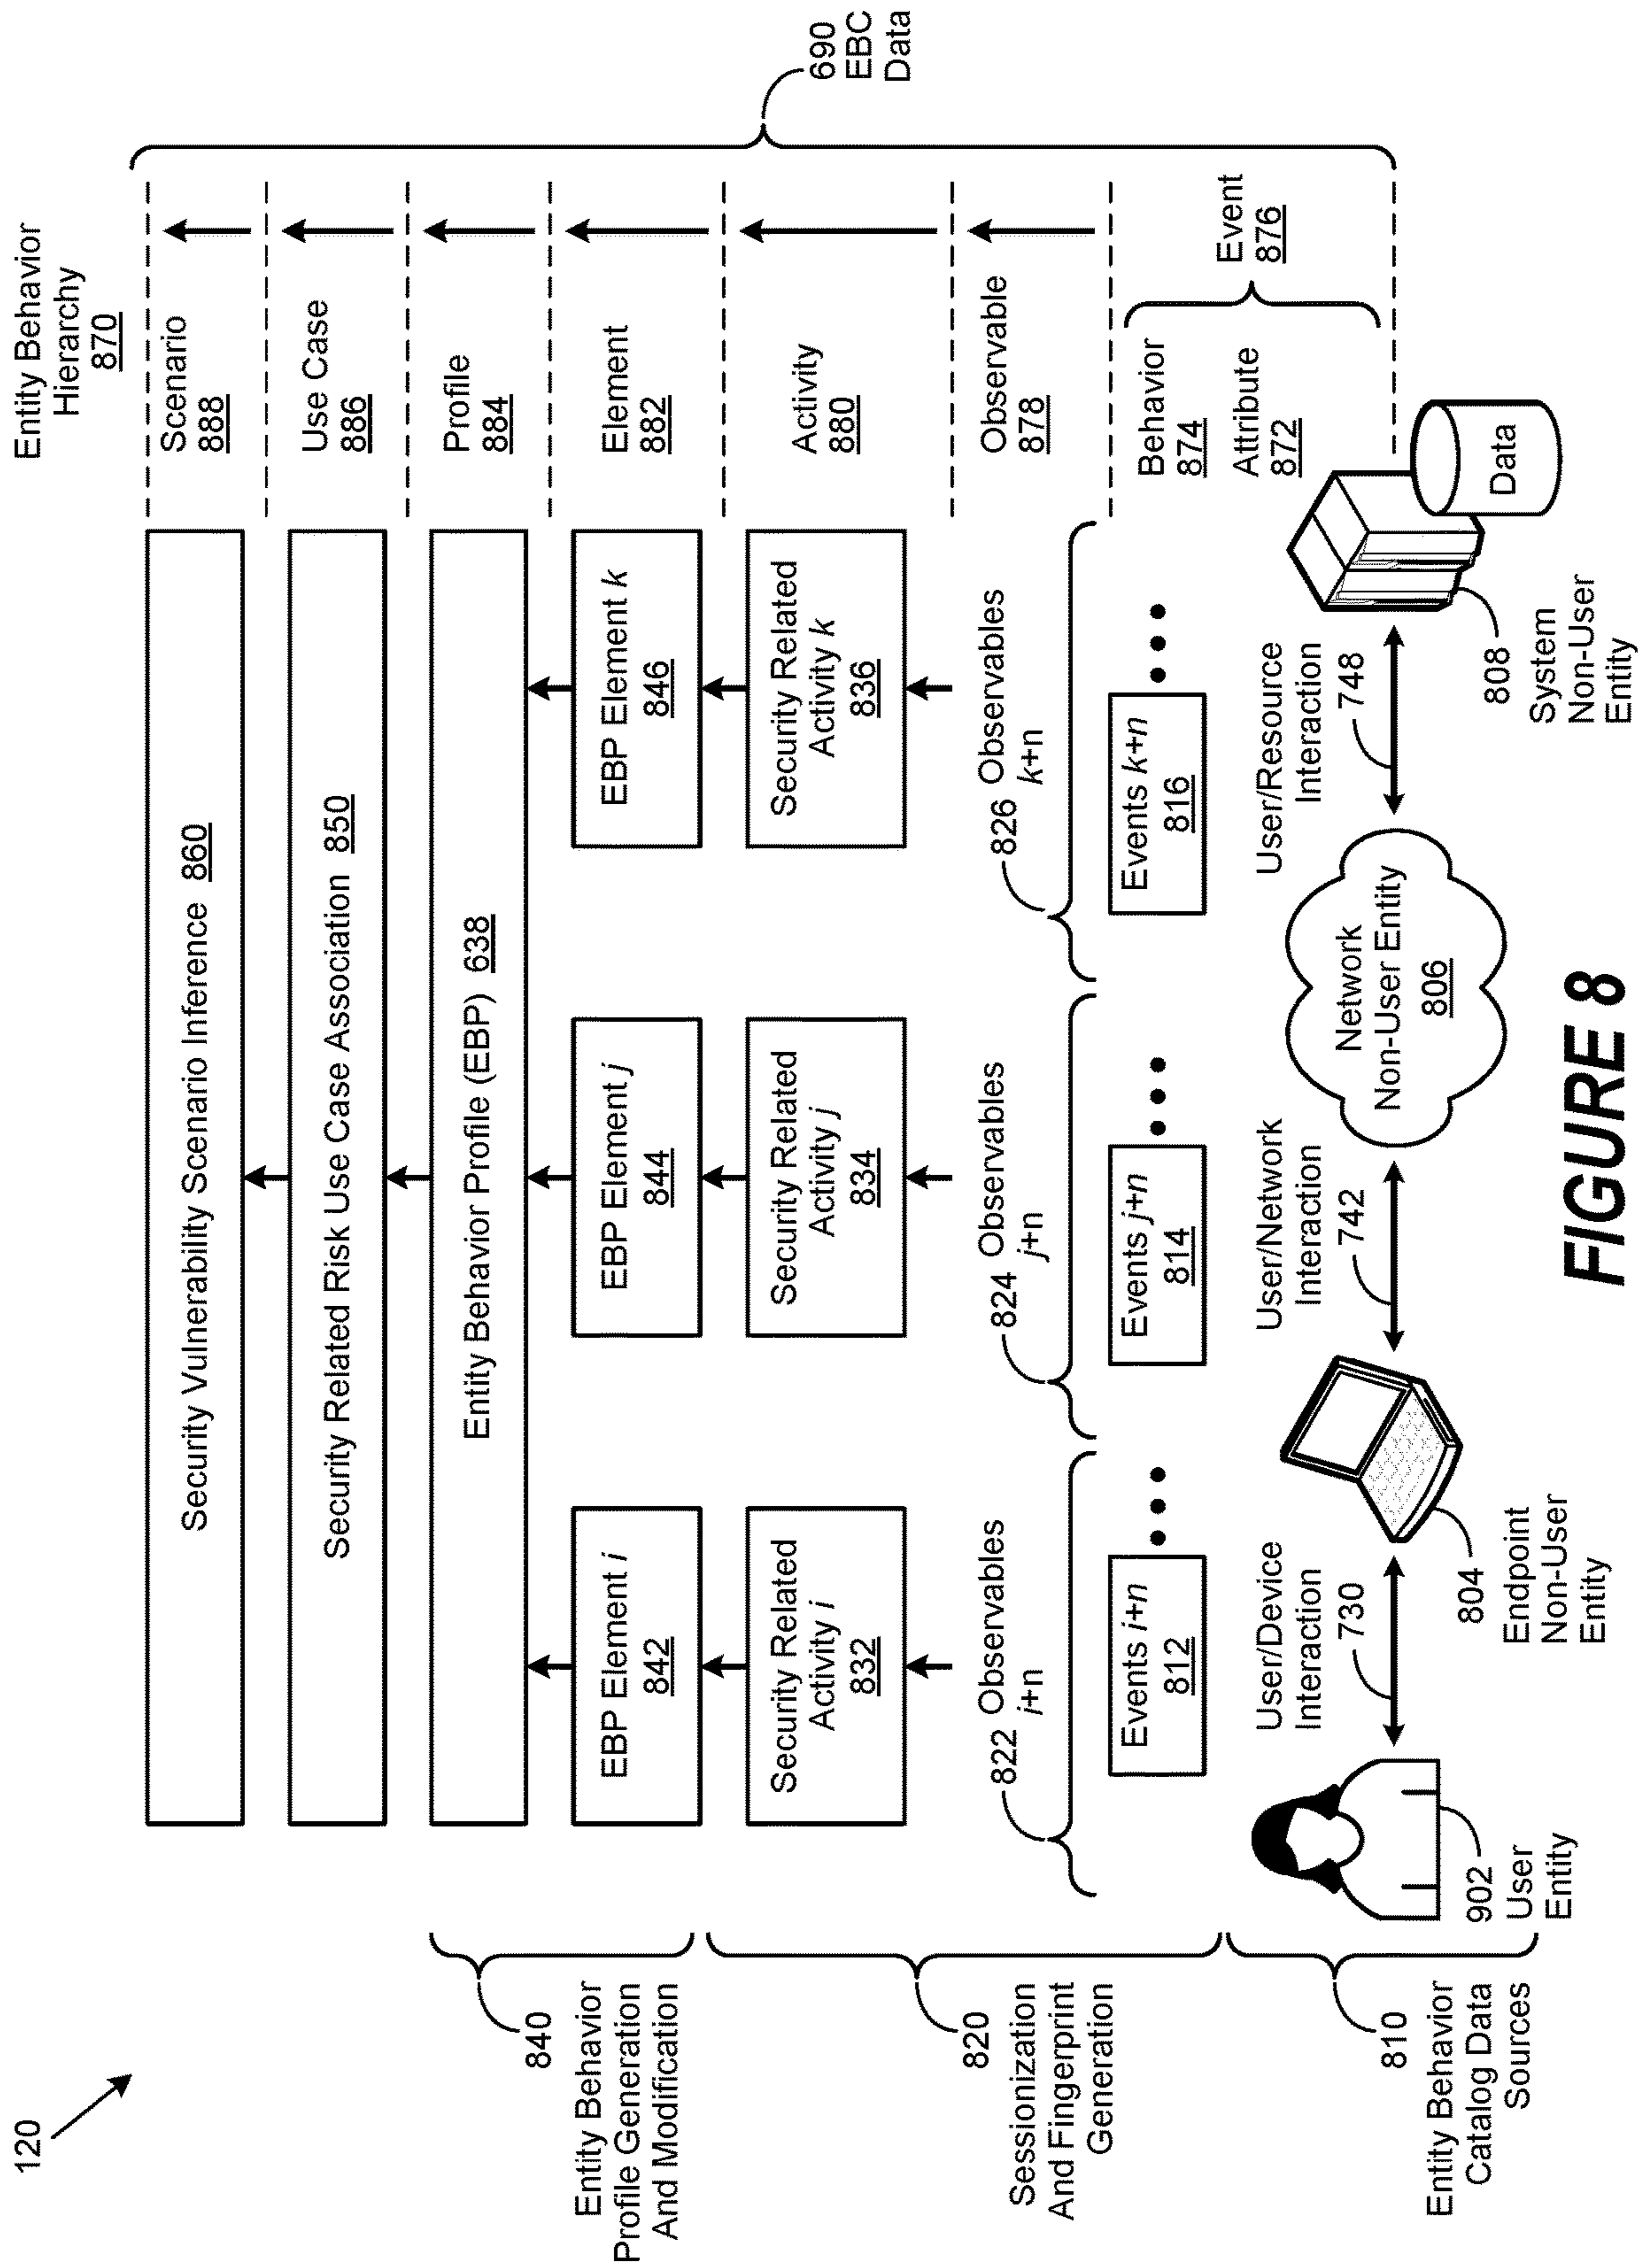 120
Entity Behavior
Hierarchy
870
Security Vulnerability Scenario Inference 860
Scenario
888
Security Related Risk Use Case Association 850
Use Case
886
840
Entity Behavior
Profile Generation
And Modification
Entity Behavior Profile (EBP) 638
Profile
884
EBP Element i
842
EBP Element j
844
EBP Element k
846
Element
882
690
EBC
Data
820
Sessionization
And Fingerprint
Generation
Security Related
Activity i
832
Security Related
Activity j
834
Security Related
Activity k
836
Activity
880
822 Observables
i+n
824 Observables
j+n
826 Observables
k+n
Observable
878
Events i+n
812
Events j+n
814
Events k+n
816
Behavior
874
Attribute
872
Event
876
810
Entity Behavior
Catalog Data
Sources
User/Device
Interaction
730
User/Network
Interaction
742
Network
Non-User Entity
806
User/Resource
Interaction
748
Data
902
User
Entity
804
Endpoint
Non-User
Entity
808
System
Non-User
Entity
FIGURE 8